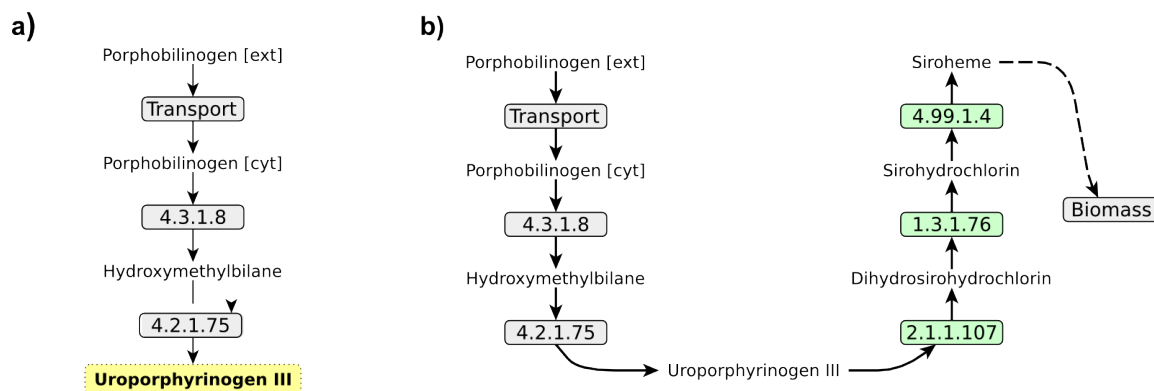 a)
Porphobilinogen [ext]
Transport
Porphobilinogen [cyt]
4.3.1.8
Hydroxymethylbilane
4.2.1.75
Uroporphyrinogen III
b)
Porphobilinogen [ext]
Transport
Porphobilinogen [cyt]
4.3.1.8
Hydroxymethylbilane
4.2.1.75
Uroporphyrinogen III
Siroheme
4.99.1.4
Sirohydrochlorin
1.3.1.76
Dihydrosirohydrochlorin
2.1.1.107
Biomass